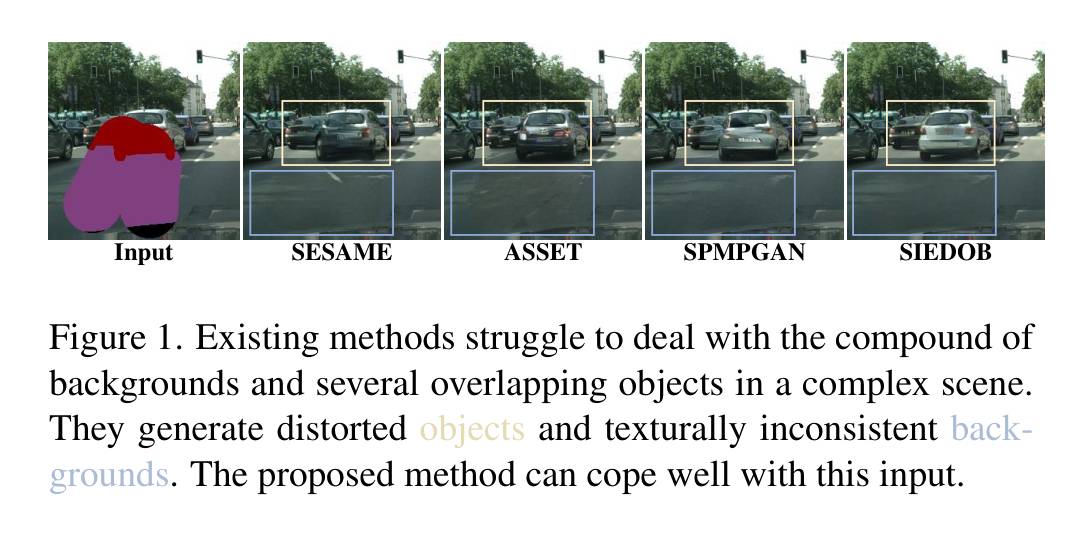 Input SESAME ASSET SPMPGAN SIEDOB
Figure 1. Existing methods struggle to deal with the compound of
backgrounds and several overlapping objects in a complex scene.
They generate distorted objects and texturally inconsistent back-
grounds. The proposed method can cope well with this input.